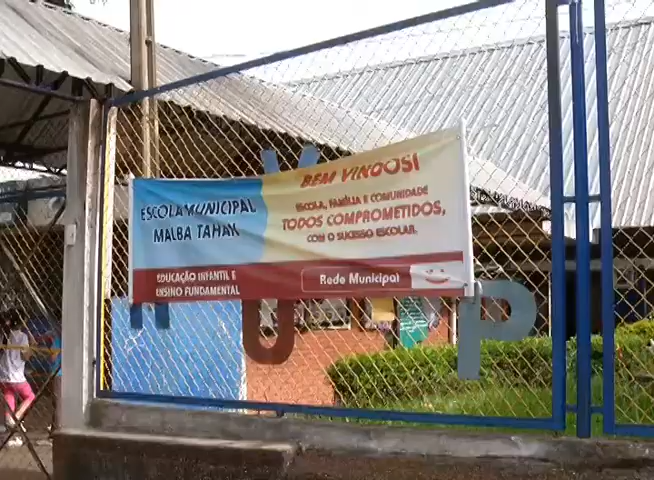 ESCOLA MUNICIPAL
MALBA TAHAN
BEM VINDOS!
ESCOLA, FAMÍLIA E COMUNIDADE
TODOS COMPROMETIDOS,
COM O SUCESSO ESCOLAR.
EDUCAÇÃO INFANTIL E
ENSINO FUNDAMENTAL
Rede Municipal